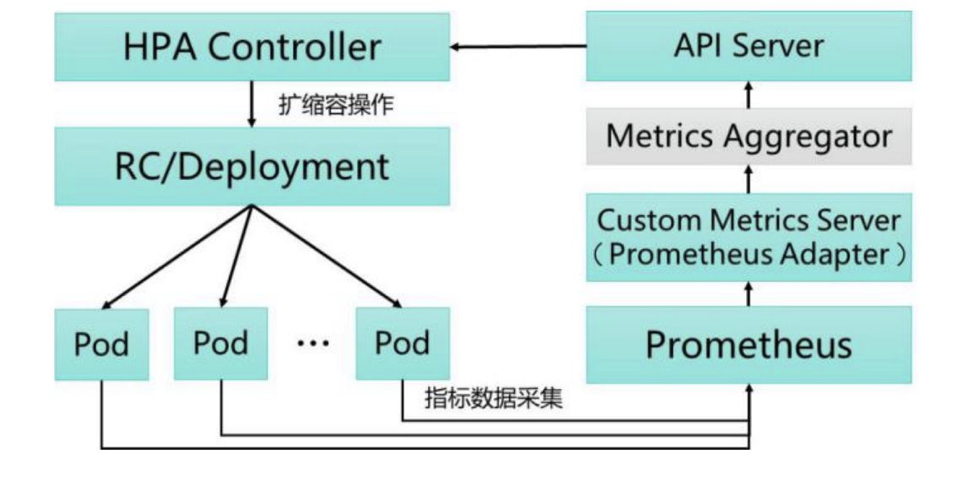 HPA Controller
API Server
扩缩容操作
Metrics Aggregator
RC/Deployment
Custom Metrics Server
（Prometheus Adapter）
Pod
Pod
...
Pod
Prometheus
指标数据采集